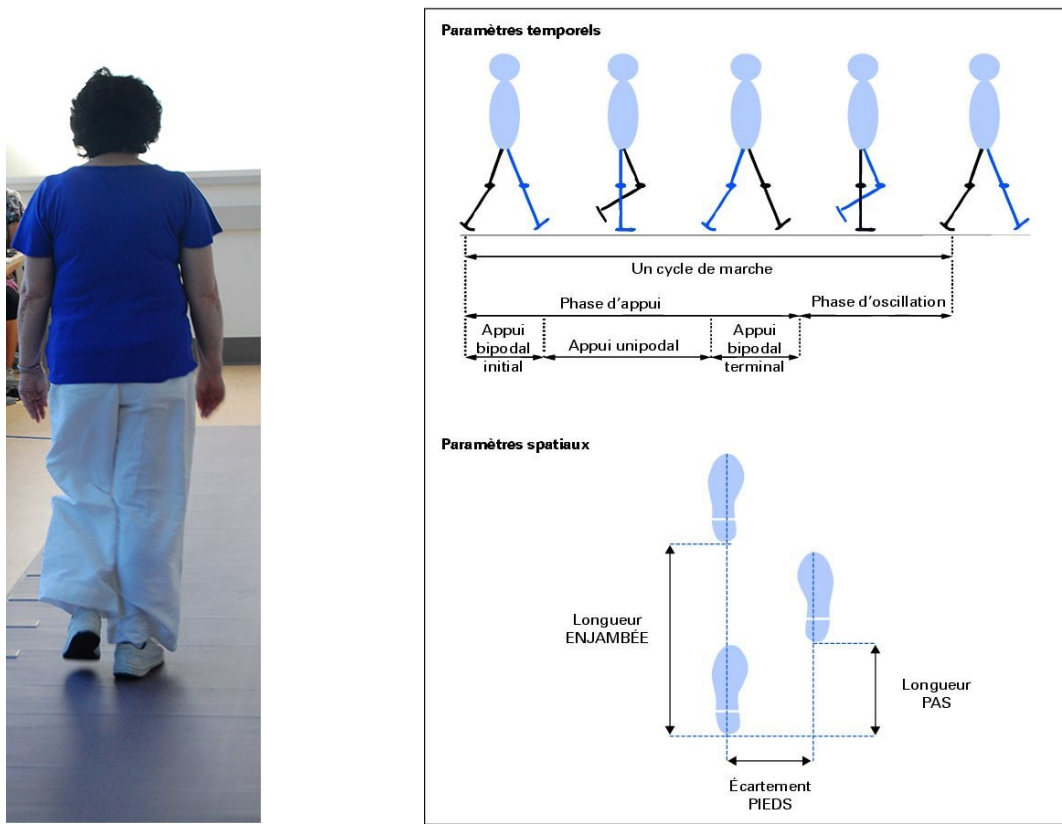 Paramètres temporels
Un cycle de marche
Phase d'appui
Phase d'oscillation
Appui
bipodal
initial
Appui unipodal
Appui
bipodal
terminal
Paramètres spatiaux
Longueur
ENJAMBÉE
Longueur
PAS
Écartement
PIEDS